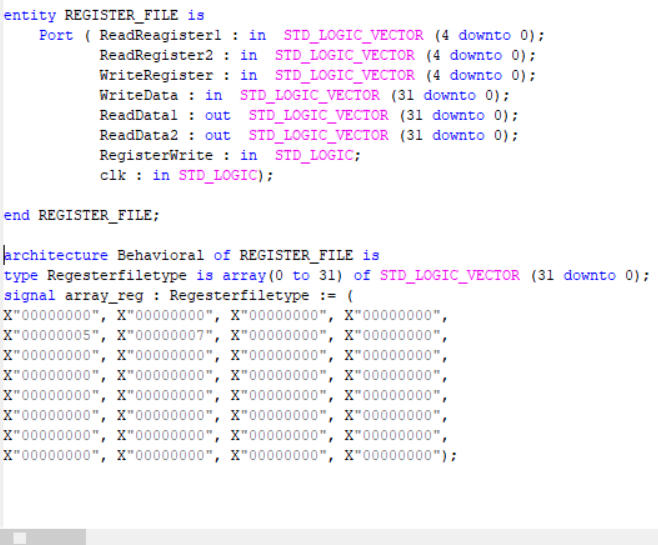 entity REGISTER_FILE is
Port ( ReadReagister1 : in STD_LOGIC_VECTOR (4 downto 0);
ReadRegister2 : in STD_LOGIC_VECTOR (4 downto 0);
WriteRegister : in STD_LOGIC_VECTOR (4 downto 0);
WriteData : in STD_LOGIC_VECTOR (31 downto 0);
ReadData1 : out STD_LOGIC_VECTOR (31 downto 0);
ReadData2 : out STD_LOGIC_VECTOR (31 downto 0);
RegisterWrite : in STD_LOGIC;
clk : in STD_LOGIC);
end REGISTER_FILE;
architecture Behavioral of REGISTER_FILE is
type Regesterfiletype is array(0 to 31) of STD_LOGIC_VECTOR (31 downto 0);
signal array_reg : Regesterfiletype := (
X"00000000", X"00000000", X"00000000", X"00000000",
X"00000005", X"00000007", X"00000000", X"00000000",
X"00000000", X"00000000", X"00000000", X"00000000",
X"00000000", X"00000000", X"00000000", X"00000000",
X"00000000", X"00000000", X"00000000", X"00000000",
X"00000000", X"00000000", X"00000000", X"00000000",
X"00000000", X"00000000", X"00000000", X"00000000",
X"00000000", X"00000000", X"00000000", X"00000000");